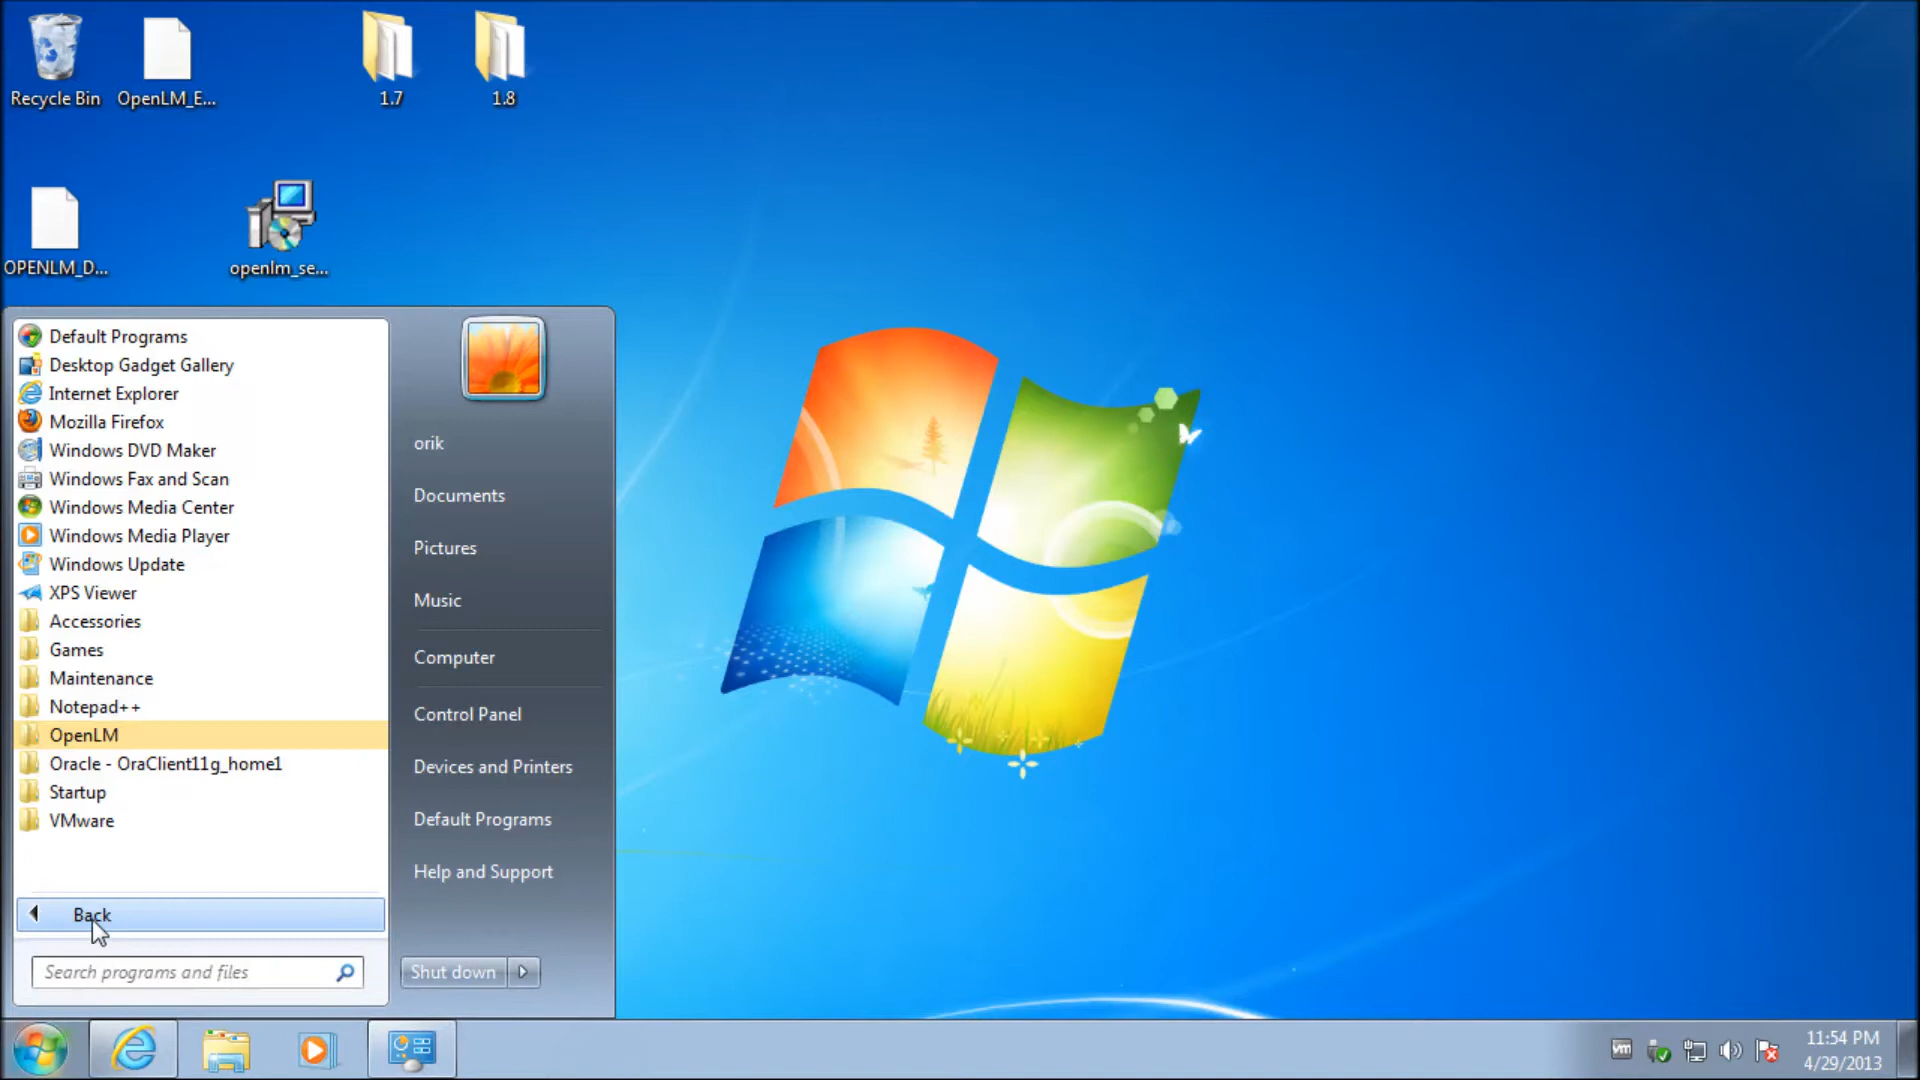 Recycle Bin
OpenLM_E...
1.7
1.8
OPENLM_D...
openlm_se...
Default Programs
Desktop Gadget Gallery
Internet Explorer
Mozilla Firefox
Windows DVD Maker
Windows Fax and Scan
Windows Media Center
Windows Media Player
Windows Update
XPS Viewer
Accessories
Games
Maintenance
Notepad++
OpenLM
Oracle - OraClient11g_home1
Startup
VMware
Back
Search programs and files
orik
Documents
Pictures
Music
Computer
Control Panel
Devices and Printers
Default Programs
Help and Support
Shut down
vm
11:54 PM
4/29/2013